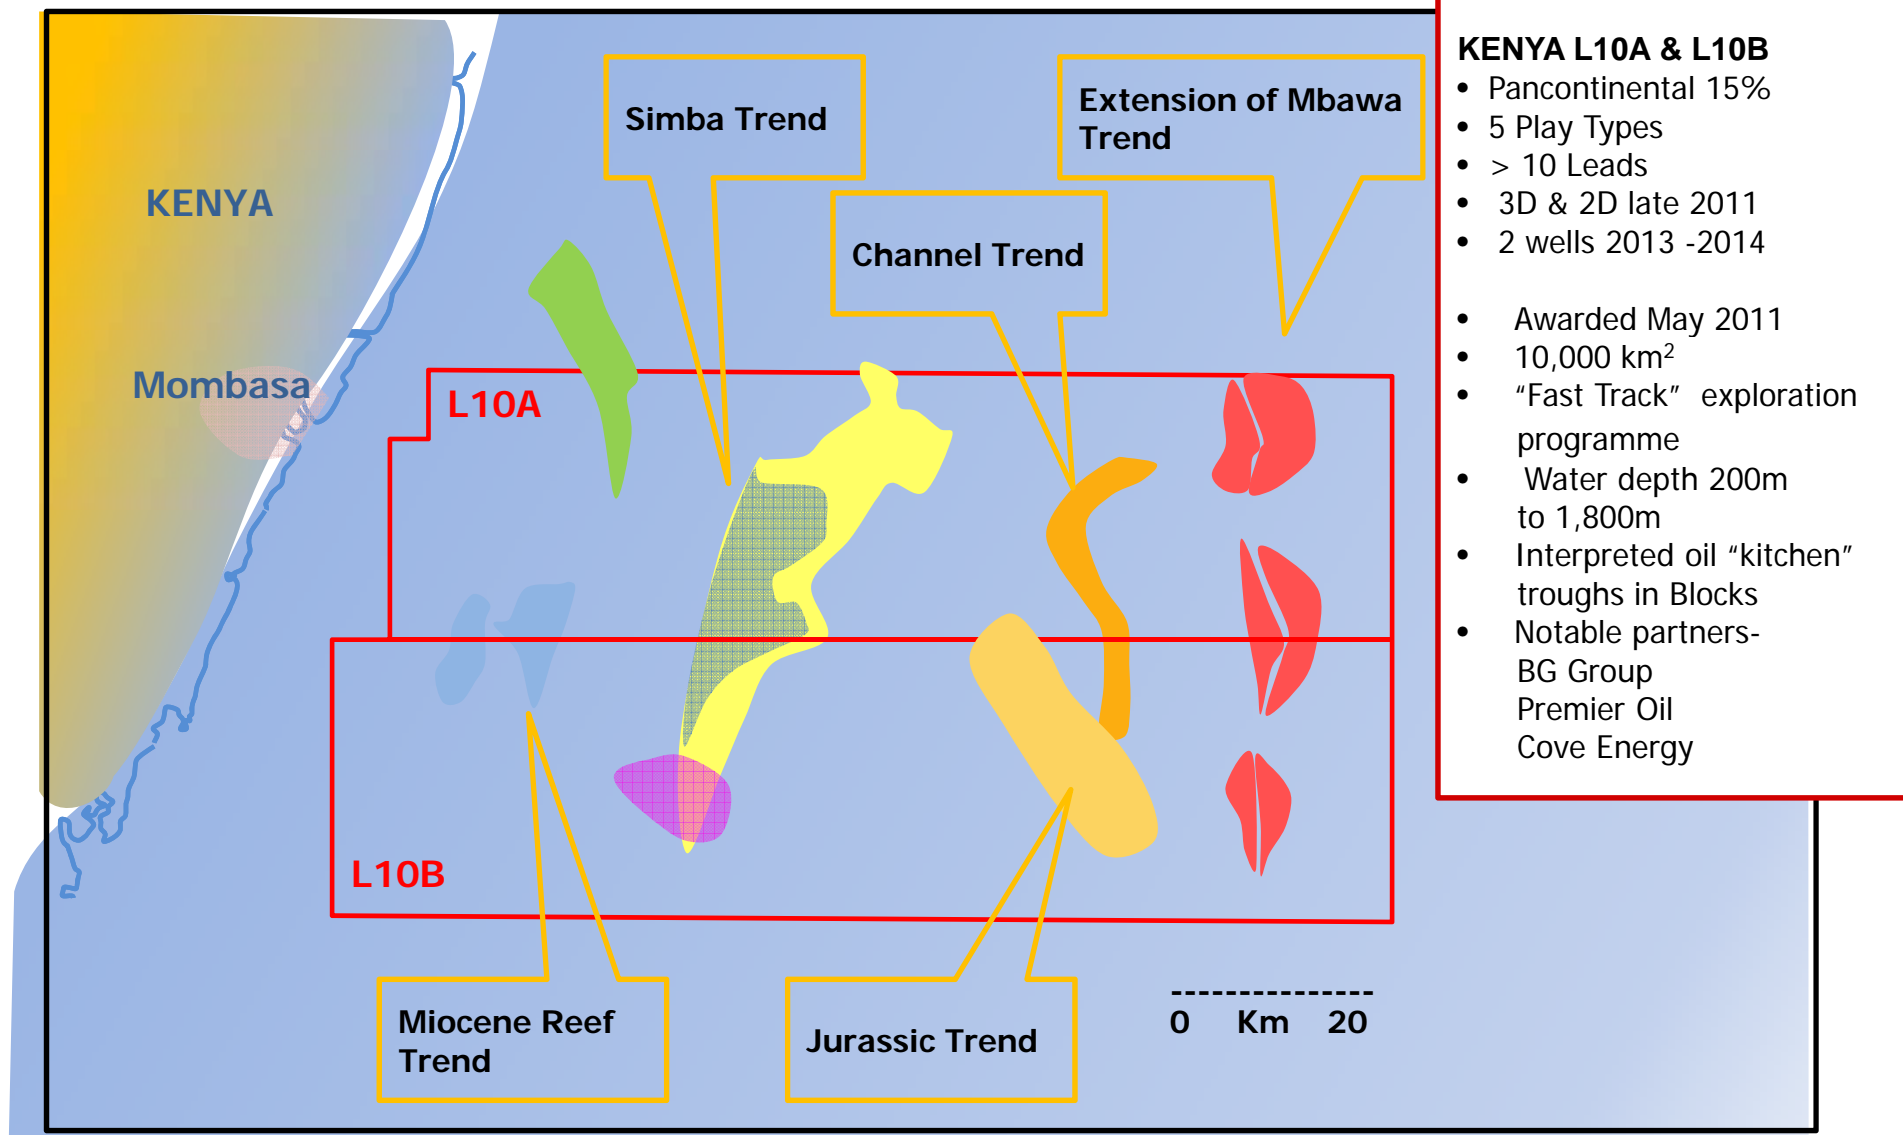 KENYA
Mombasa
Simba Trend
Channel Trend
Extension of Mbawa
Trend
L10A
L10B
Miocene Reef
Trend
Jurassic Trend
---------------
0 Km 20
KENYA L10A & L10B
• Pancontinental 15%
• 5 Play Types
• > 10 Leads
• 3D & 2D late 2011
• 2 wells 2013 -2014
• Awarded May 2011
• 10,000 km²
• “Fast Track” exploration
programme
• Water depth 200m
to 1,800m
• Interpreted oil “kitchen”
troughs in Blocks
• Notable partners-
BG Group
Premier Oil
Cove Energy